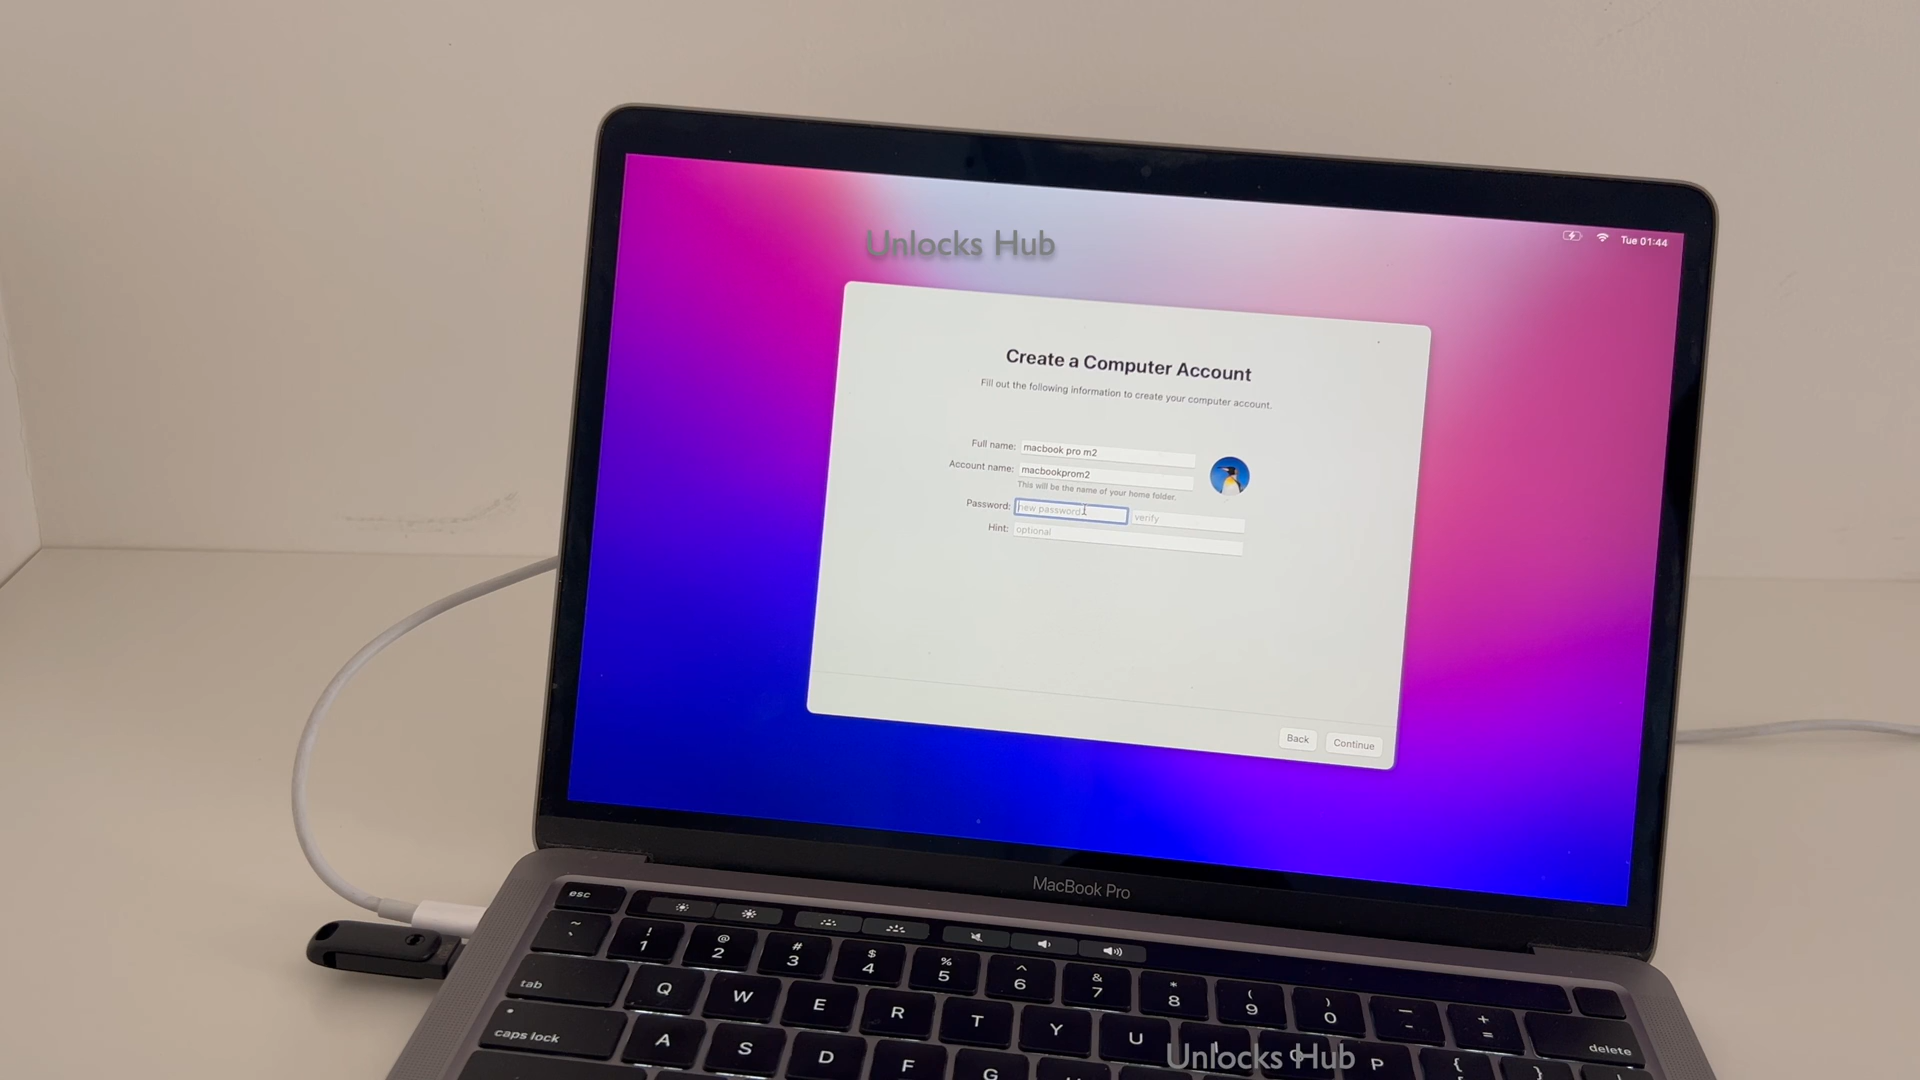 Unlocks Hub
Tue 01:44
Create a Computer Account
Fill out the following information to create your computer account.
Full name: macbook pro m2
Account name: macbookprom2
This will be the name of your home folder.
Password: new password verify
Hint: optional
Back Continue
MacBook Pro
esc
~ ! 1 @ 2 # 3 $ 4 % 5 ^ 6 & 7 * 8 ( 9 ) 0 — - + =
tab Q W E R T Y U P { }
caps lock A S D F G
delete
Unlocks Hub